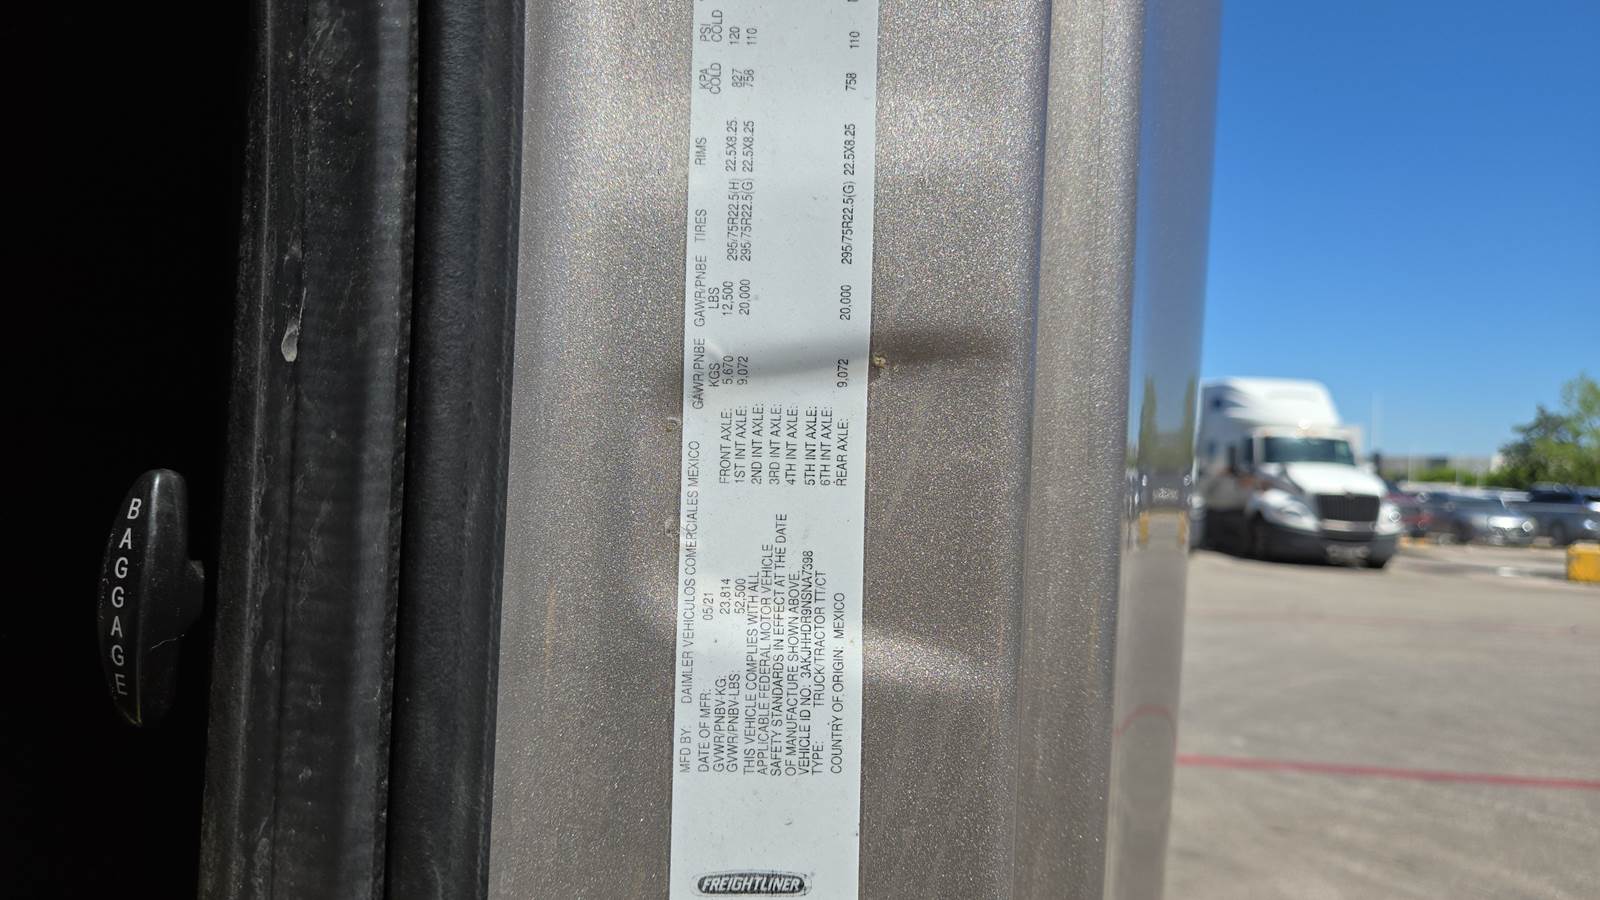 BAGGAGE
MFD BY: DAIMLER VEHICULOS COMERCIALES MEXICO
DATE OF MFR: 05/21
GVWR/PNBV-KG: 23,814
GVWR/PNBV-LBS: 52,500
THIS VEHICLE COMPLIES WITH ALL
APPLICABLE FEDERAL MOTOR VEHICLE
SAFETY STANDARDS IN EFFECT AT THE DATE
OF MANUFACTURE SHOWN ABOVE.
VEHICLE ID NO: 3AKJHHDR9NSNA7398
TYPE: TRUCK/TRACTOR TT/CT
COUNTRY OF ORIGIN: MEXICO
GAWR/PNBE GAWR/PNBE TIRES RIMS KPA PSI
KGS LBS COLD COLD
FRONT AXLE: 5,670 12,500 295/75R22.5(H) 22.5X8.25 827 120
1ST INT AXLE: 9,072 20,000 295/75R22.5(G) 22.5X8.25 758 110
2ND INT AXLE:
3RD INT AXLE:
4TH INT AXLE:
5TH INT AXLE:
6TH INT AXLE:
REAR AXLE: 9,072 20,000 295/75R22.5(G) 22.5X8.25 758 110
FREIGHTLINER